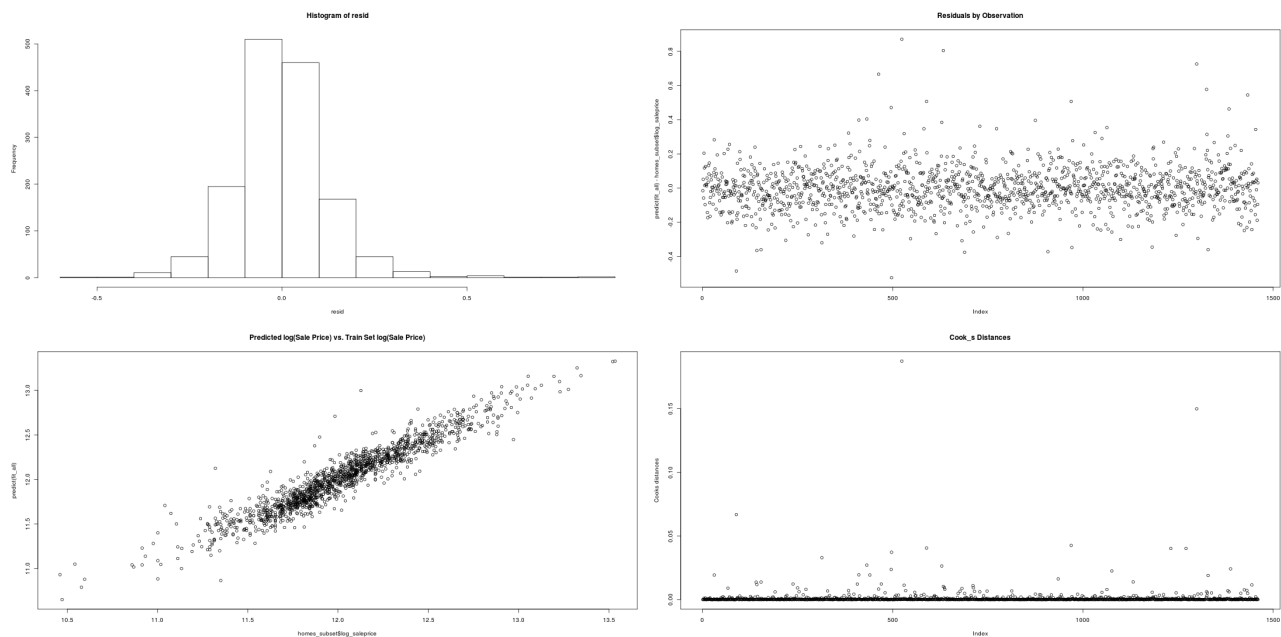 Histogram of resid
Frequency
500
400
300
200
100
0
-0.5 0.0 0.5
resid
Residuals by Observation
predict(fit_all) homes_subset$log_saleprice
0.8
0.6
0.4
0.2
0.0
-0.2
-0.4
0 500 1000 1500
Index
Predicted log(Sale Price) vs. Train Set log(Sale Price)
predict(fit_all)
13.0
12.5
12.0
11.5
11.0
10.5 11.0 11.5 12.0 12.5 13.0 13.5
homes_subset$log_saleprice
Cook_s Distances
Cooks distances
0.15
0.10
0.05
0.00
0 500 1000 1500
Index